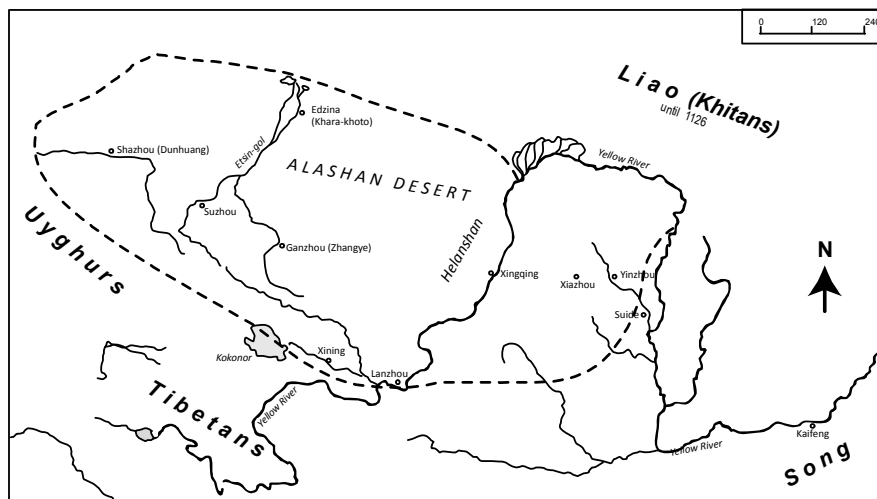 0 120 240
Liao (Khitans)
until 1126
Edzina
(Khara-khoto)
Shazhou (Dunhuang)
Etsin-gol
Yellow River
ALASHAN DESERT
Suzhou
Uyghurs
Ganzhou (Zhangye)
Helanshan
N
Xingqing
Xiazhou
Yinzhou
Suide
Kokonor
Xining
Lanzhou
Tibetans
Yellow River
Kaifeng
Yellow River
Song